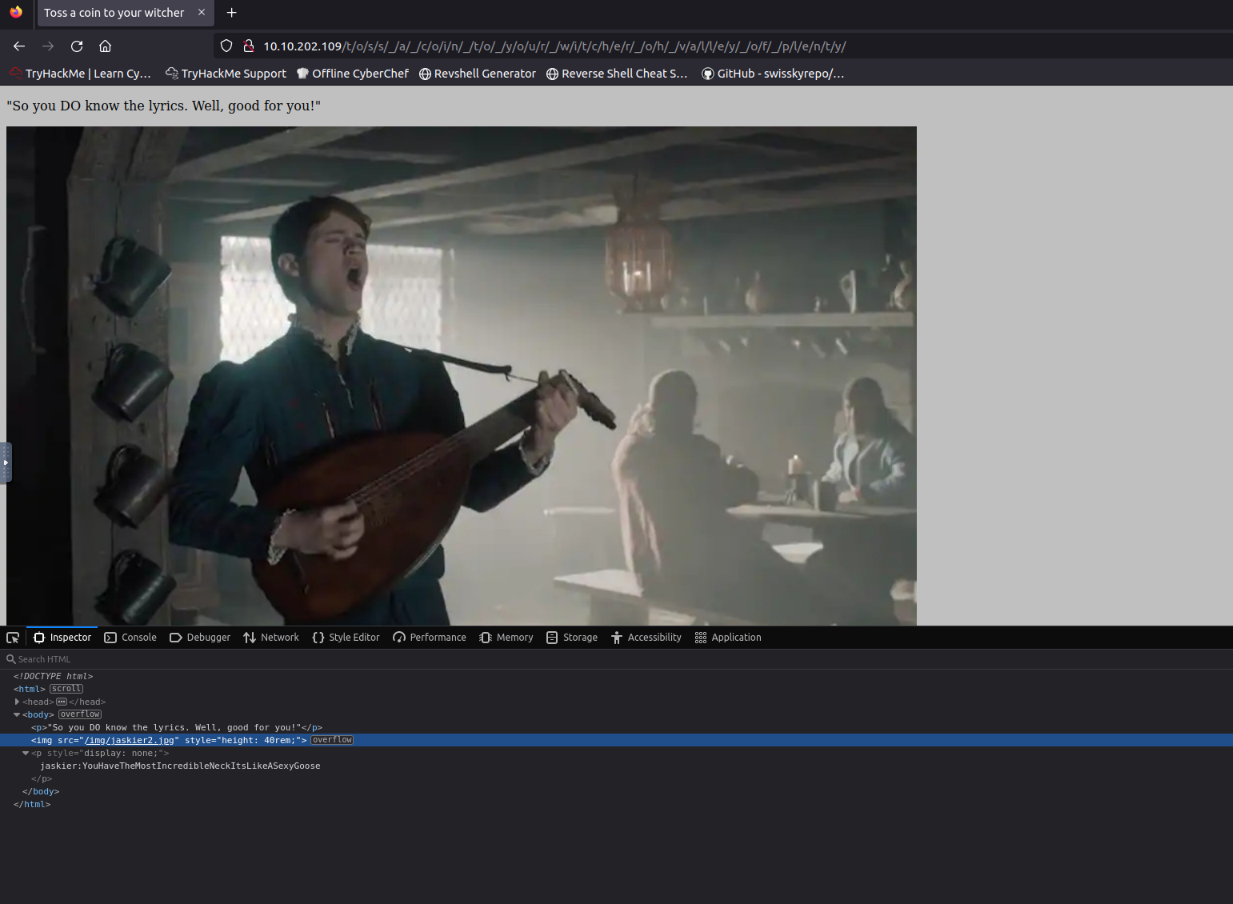 Toss a coin to your witcher
10.10.202.109/t/o/s/s/_/a/_/c/o/i/n/_/t/o/_/y/o/u/r/_/w/i/t/c/h/e/r/_/o/h/_/v/a/l/l/e/y/_/o/f/_/p/l/e/n/t/y/
TryHackMe | Learn Cy... TryHackMe Support Offline CyberChef Revshell Generator Reverse Shell Cheat S... GitHub - swisskyrepo/...
"So you DO know the lyrics. Well, good for you!"
Inspector Console Debugger Network {} Style Editor Performance Memory Storage Accessibility Application
Search HTML
<!DOCTYPE html>
<html> scroll
<head> ... </head>
<body> overflow
<p>"So you DO know the lyrics. Well, good for you!"</p>
<img src="/img/jaskier2.jpg" style="height: 40rem;"> overflow
<p style="display: none;">
jaskier:YouHaveTheMostIncredibleNeckItsLikeASexyGoose
</p>
</body>
</html>